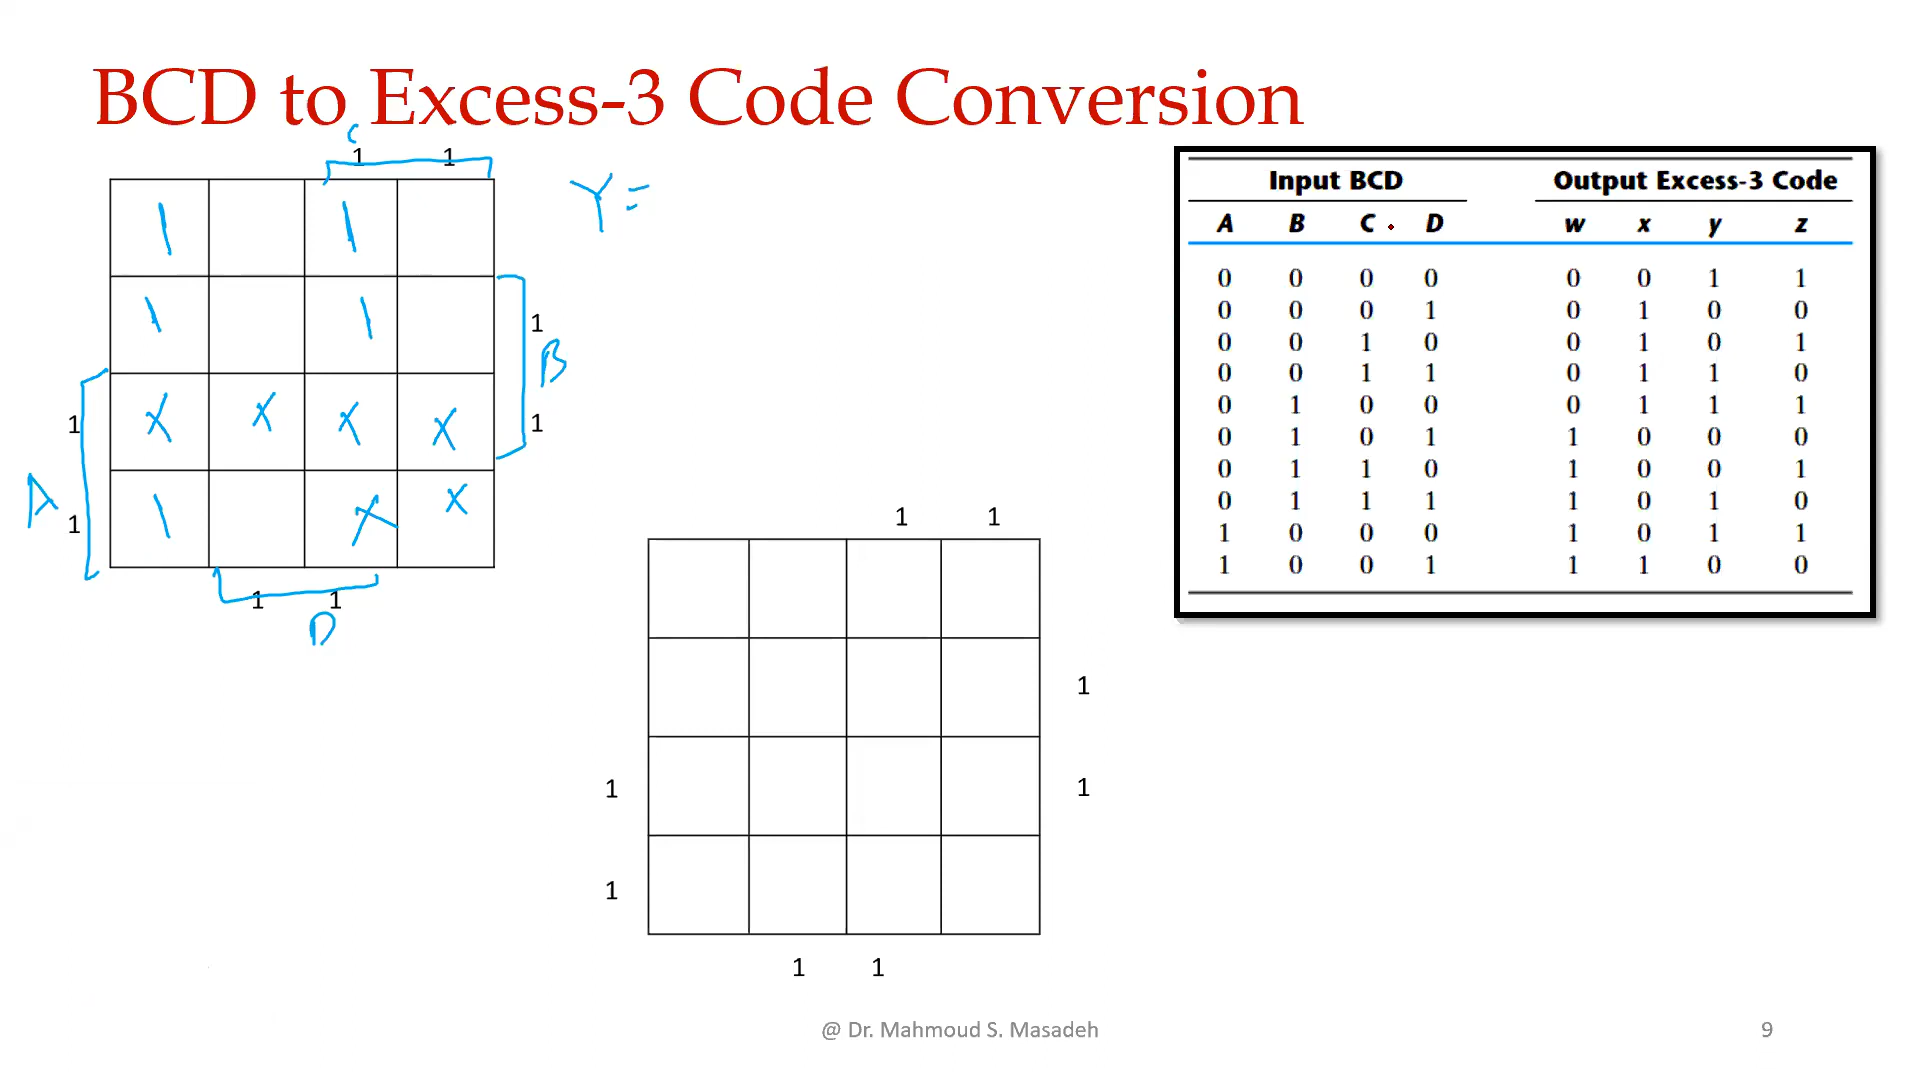 BCD to Excess-3 Code Conversion
C
1 1
1 1
Y =
1 1
1
B
X X X X
1 1
1 X X
A
1
1 1
D
Input BCD Output Excess-3 Code
A B C D w x y z
0 0 0 0 0 0 1 1
0 0 0 1 0 1 0 0
0 0 1 0 0 1 0 1
0 0 1 1 0 1 1 0
0 1 0 0 0 1 1 1
0 1 0 1 1 0 0 0
0 1 1 0 1 0 0 1
0 1 1 1 1 0 1 0
1 0 0 0 1 0 1 1
1 0 0 1 1 1 0 0
1 1
1
1 1
1
1 1
@ Dr. Mahmoud S. Masadeh
9